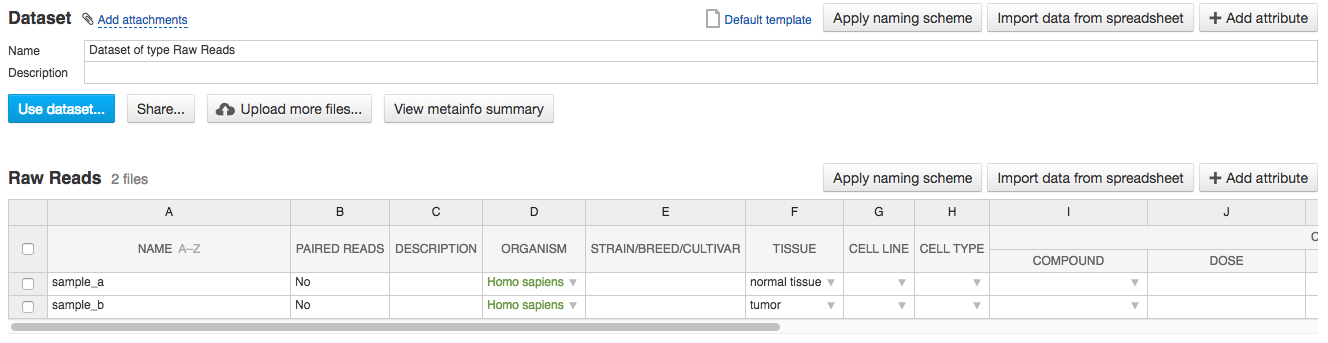 Dataset Add attachments Default template Apply naming scheme Import data from spreadsheet + Add attribute
Name Dataset of type Raw Reads
Description
Use dataset... Share... Upload more files... View metainfo summary
Raw Reads 2 files Apply naming scheme Import data from spreadsheet + Add attribute
A B C D E F G H I J
C
NAME A–Z PAIRED READS DESCRIPTION ORGANISM STRAIN/BREED/CULTIVAR TISSUE CELL LINE CELL TYPE
COMPOUND DOSE
sample_a No Homo sapiens normal tissue
sample_b No Homo sapiens tumor